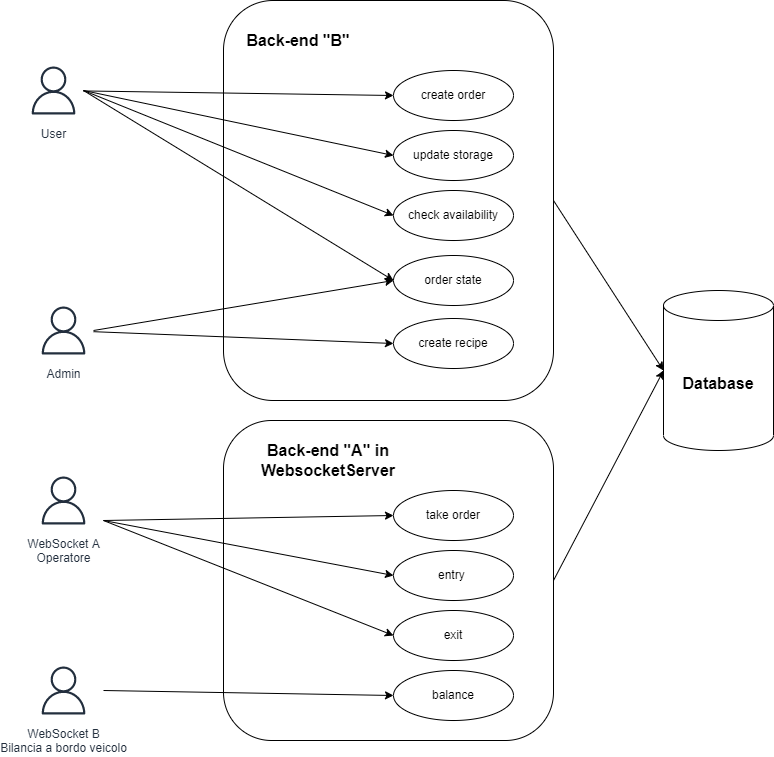 Back-end "B"
User
create order
update storage
check availability
order state
create recipe
Admin
Database
Back-end "A" in
WebsocketServer
WebSocket A
Operatore
take order
entry
exit
balance
WebSocket B
Bilancia a bordo veicolo